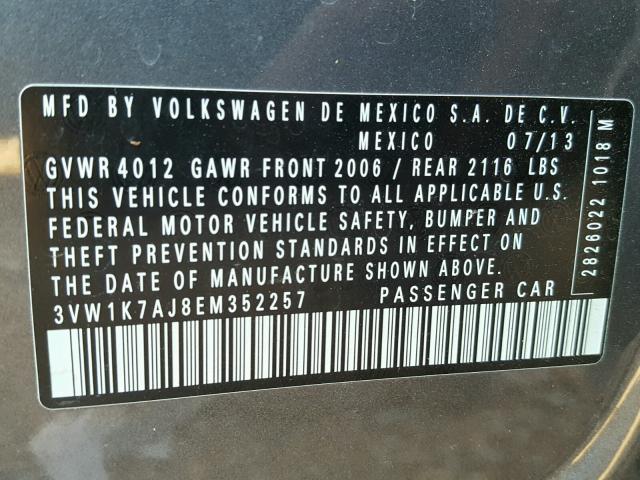 MFD BY VOLKSWAGEN DE MEXICO S.A. DE C.V.
MEXICO 07/13
GVWR 4012 GAWR FRONT 2006 / REAR 2116 LBS
THIS VEHICLE CONFORMS TO ALL APPLICABLE U.S.
FEDERAL MOTOR VEHICLE SAFETY, BUMPER AND
THEFT PREVENTION STANDARDS IN EFFECT ON
THE DATE OF MANUFACTURE SHOWN ABOVE.
3VW1K7AJ8EM352257 PASSENGER CAR
2826022 1018 M